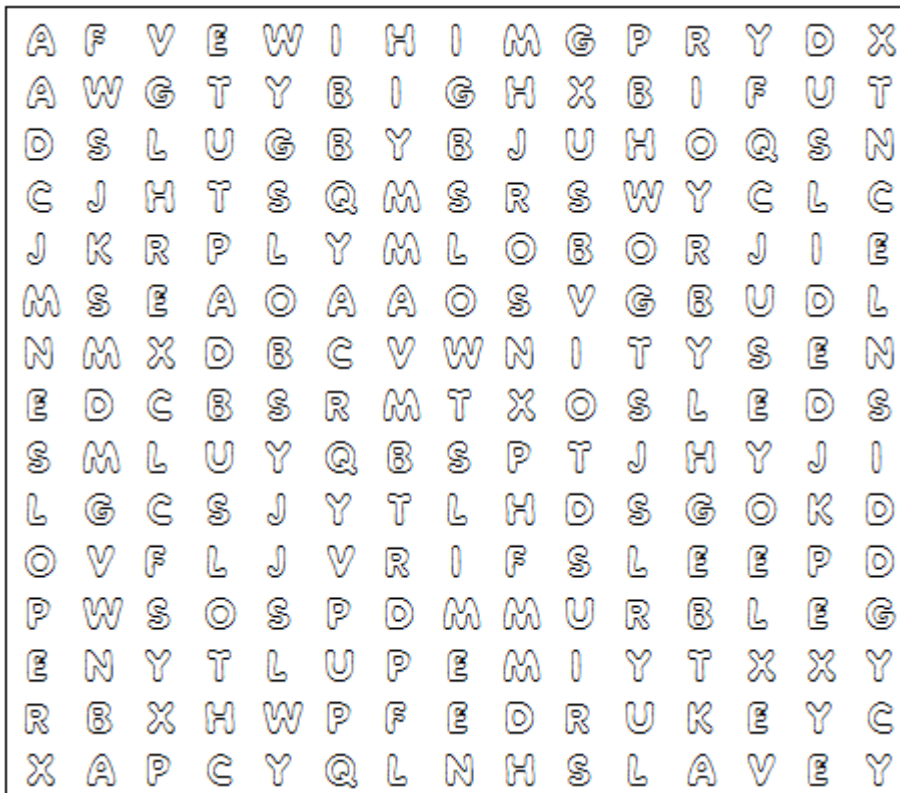 A F V E W I H I M G P R Y D X
A W G T Y B I G H X B I F U T
D S L U G B Y B J U H O Q S N
C J H T S Q M S R S W Y C L C
J K R P L Y M L O B O R J I E
M S E A O A A O S V G B U D L
N M X D B C V W N I T Y S E N
E D C B S R M T X O S L E D S
S M L U Y Q B S P T J H Y J I
L G C S J Y T L H D S G O K D
O V F L J V R I F S L E E P D
P W S O S P D M M U R B L E G
E N Y T L U P E M I Y T X X Y
R B X H W P F E D R U K E Y C
X A P C Y Q L N H S L A V E Y